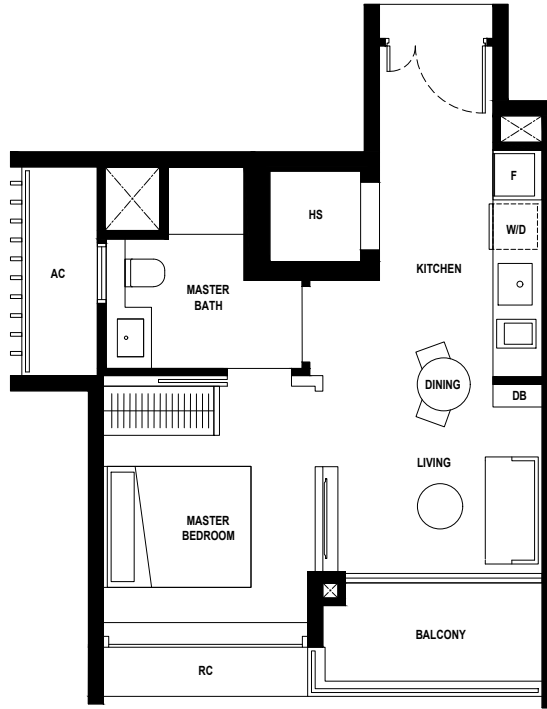 F
HS
W/D
AC
KITCHEN
MASTER
BATH
DINING
DB
LIVING
MASTER
BEDROOM
BALCONY
RC